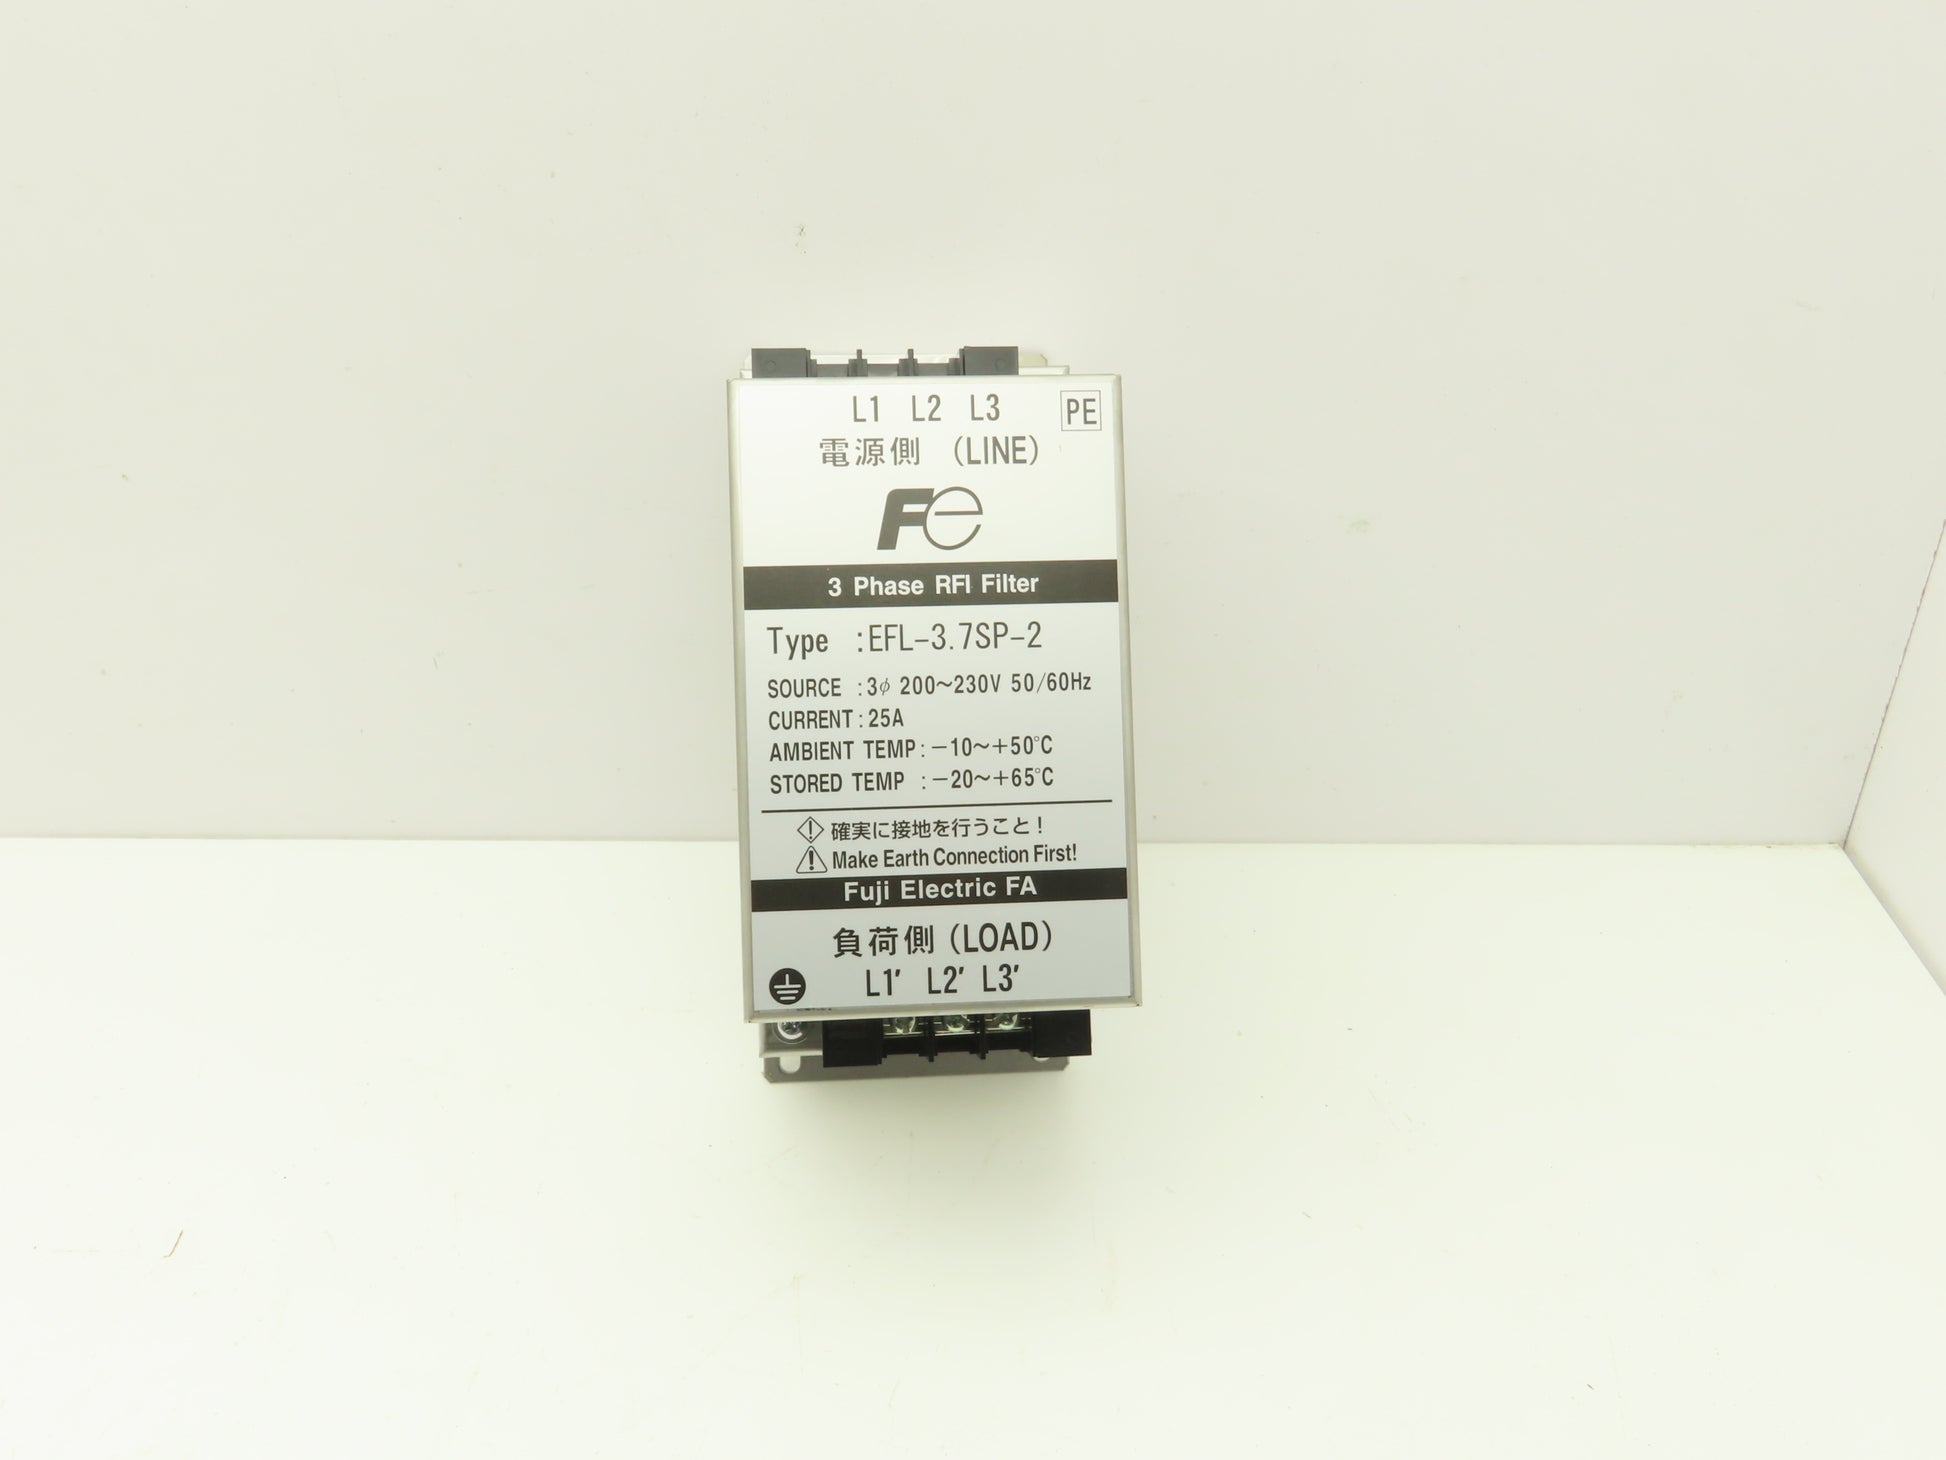 L1 L2 L3 PE
電源側 (LINE)
Fe
3 Phase RFI Filter
Type :EFL-3.7SP-2
SOURCE :3φ 200～230V 50/60Hz
CURRENT:25A
AMBIENT TEMP:-10～+50°C
STORED TEMP :-20～+65°C
確実に接地を行うこと!
Make Earth Connection First!
Fuji Electric FA
負荷側(LOAD)
L1′ L2′ L3′